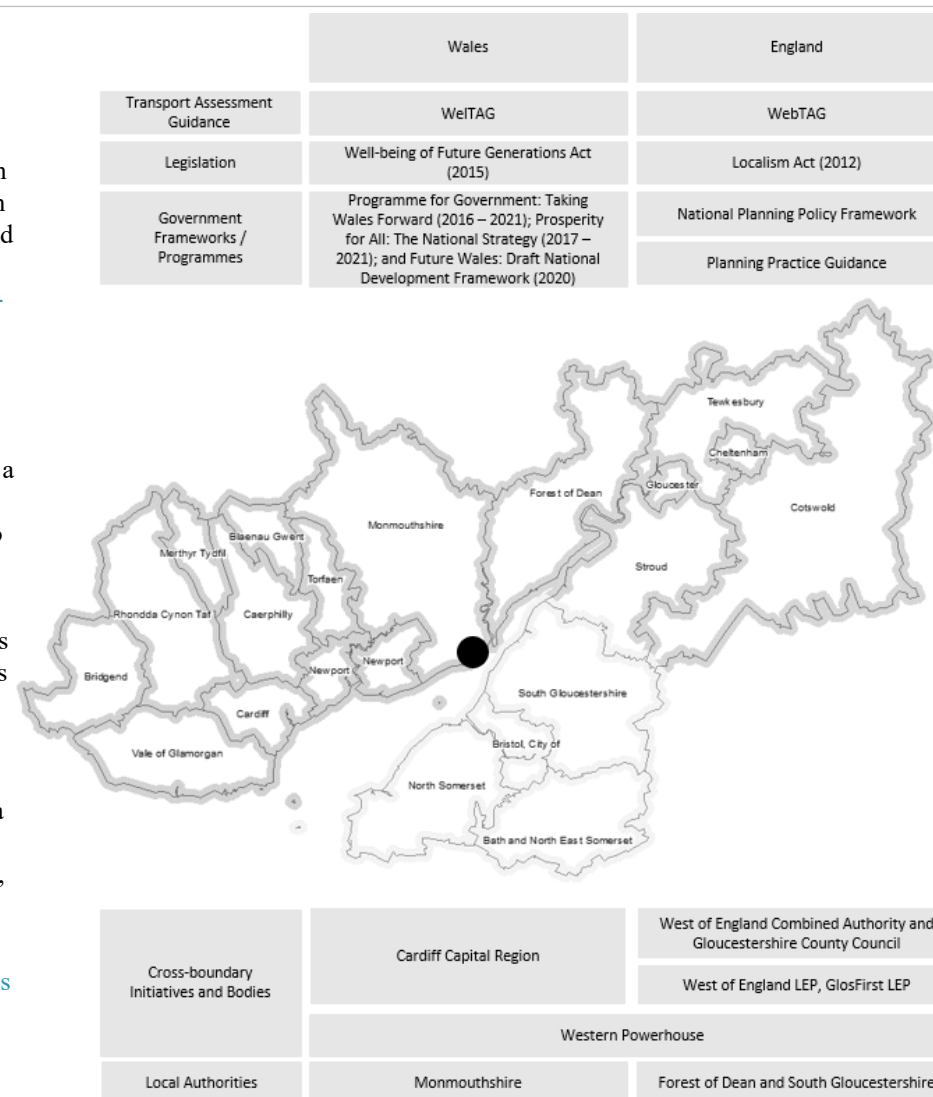 Wales
England
Transport Assessment
Guidance
WelTAG
WebTAG
Legislation
Well-being of Future Generations Act
(2015)
Localism Act (2012)
Government
Frameworks /
Programmes
Programme for Government: Taking
Wales Forward (2016 – 2021); Prosperity
for All: The National Strategy (2017 –
2021); and Future Wales: Draft National
Development Framework (2020)
National Planning Policy Framework
Planning Practice Guidance
Tewkesbury
Cheltenham
Gloucester
Forest of Dean
Cotswold
Monmouthshire
Blaenau Gwent
Merthyr Tydfil
Torfaen
Stroud
Rhondda Cynon Taf
Caerphilly
Newport
Newport
Bridgend
South Gloucestershire
Cardiff
Bristol, City of
Vale of Glamorgan
North Somerset
Bath and North East Somerset
Cross-boundary
Initiatives and Bodies
Cardiff Capital Region
West of England Combined Authority and
Gloucestershire County Council
West of England LEP, GlosFirst LEP
Western Powerhouse
Local Authorities
Monmouthshire
Forest of Dean and South Gloucestershire